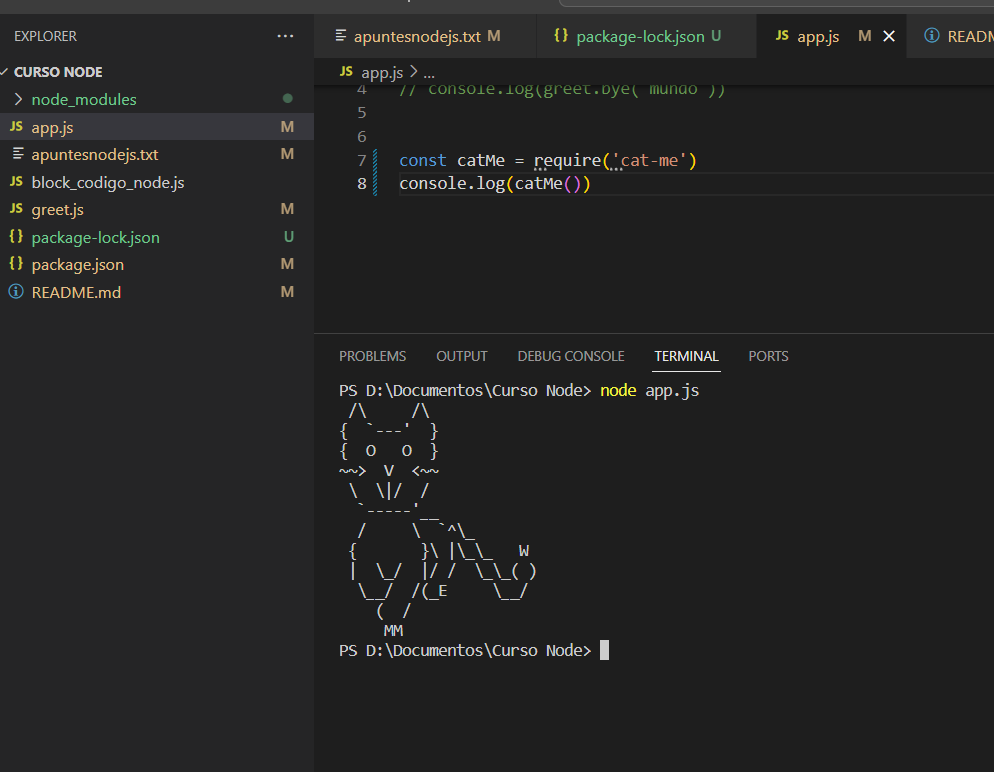 EXPLORER ...
CURSO NODE
node_modules
JS app.js M
apuntesnodejs.txt M
JS block_codigo_node.js
JS greet.js M
{} package-lock.json U
{} package.json M
README.md M
apuntesnodejs.txt M {} package-lock.json U JS app.js M READM
JS app.js > ...
4 // console.log(greet.bye( mundo ))
5
6
7 const catMe = require('cat-me')
8 console.log(catMe())
PROBLEMS OUTPUT DEBUG CONSOLE TERMINAL PORTS
PS D:\Documentos\Curso Node> node app.js
 /\     /\
{  `---'  }
{  O   O  }
~~>  V  <~~
 \  \|/  /
  `-----'__
  /     \  `^\_
 {       }\ |\_\_   W
 |  \_/  |/ /  \_\_( )
  \__/  /(_E     \__/
    (  /
     MM
PS D:\Documentos\Curso Node>